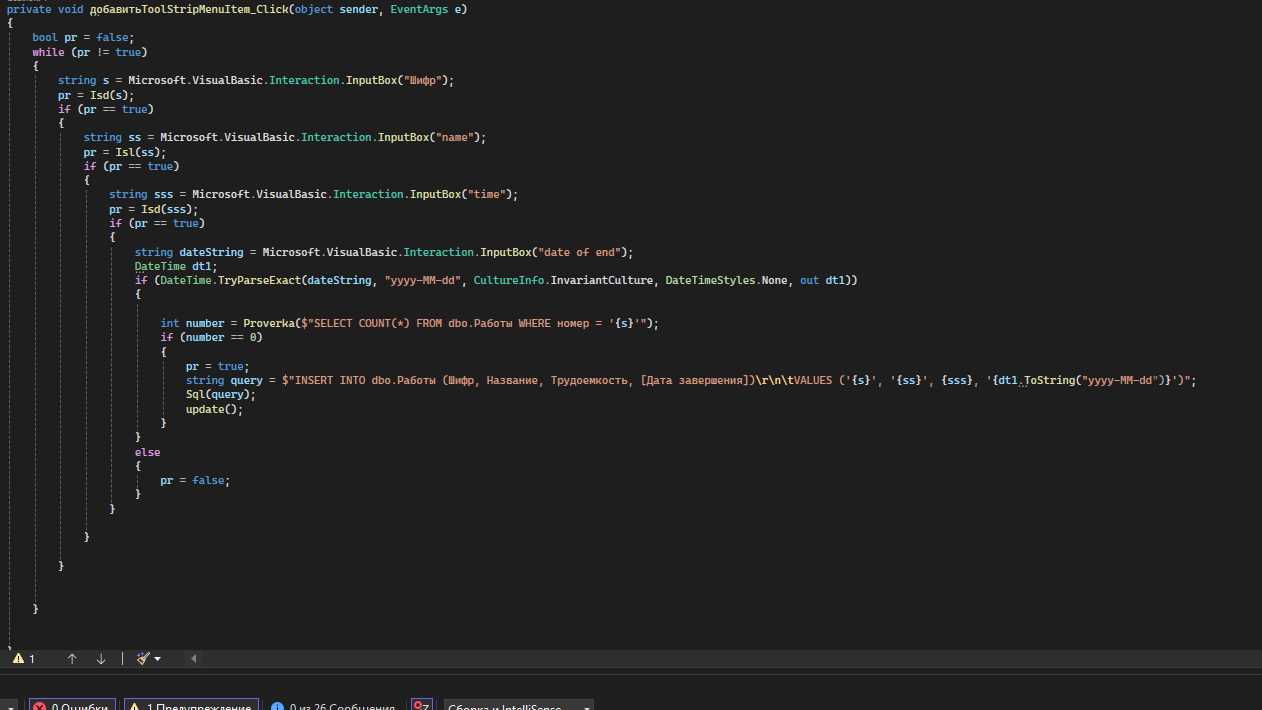 private void добавитьToolStripMenuItem_Click(object sender, EventArgs e)
{
bool pr = false;
while (pr != true)
{
string s = Microsoft.VisualBasic.Interaction.InputBox("Шифр");
pr = Isd(s);
if (pr == true)
{
string ss = Microsoft.VisualBasic.Interaction.InputBox("name");
pr = Isl(ss);
if (pr == true)
{
string sss = Microsoft.VisualBasic.Interaction.InputBox("time");
pr = Isd(sss);
if (pr == true)
{
string dateString = Microsoft.VisualBasic.Interaction.InputBox("date of end");
DateTime dt1;
if (DateTime.TryParseExact(dateString, "yyyy-MM-dd", CultureInfo.InvariantCulture, DateTimeStyles.None, out dt1))
{
int number = Proverka($"SELECT COUNT(*) FROM dbo.Работы WHERE номер = '{s}'");
if (number == 0)
{
pr = true;
string query = $"INSERT INTO dbo.Работы (Шифр, Название, Трудоемкость, [Дата завершения])\r\n\tVALUES ('{s}', '{ss}', {sss}, '{dt1.ToString("yyyy-MM-dd")}')";
Sql(query);
update();
}
}
else
{
pr = false;
}
}
}
}
}
1
0 Ошибки
1 Предупреждение
0 из 26 Сообщения
Сборка и IntelliSense